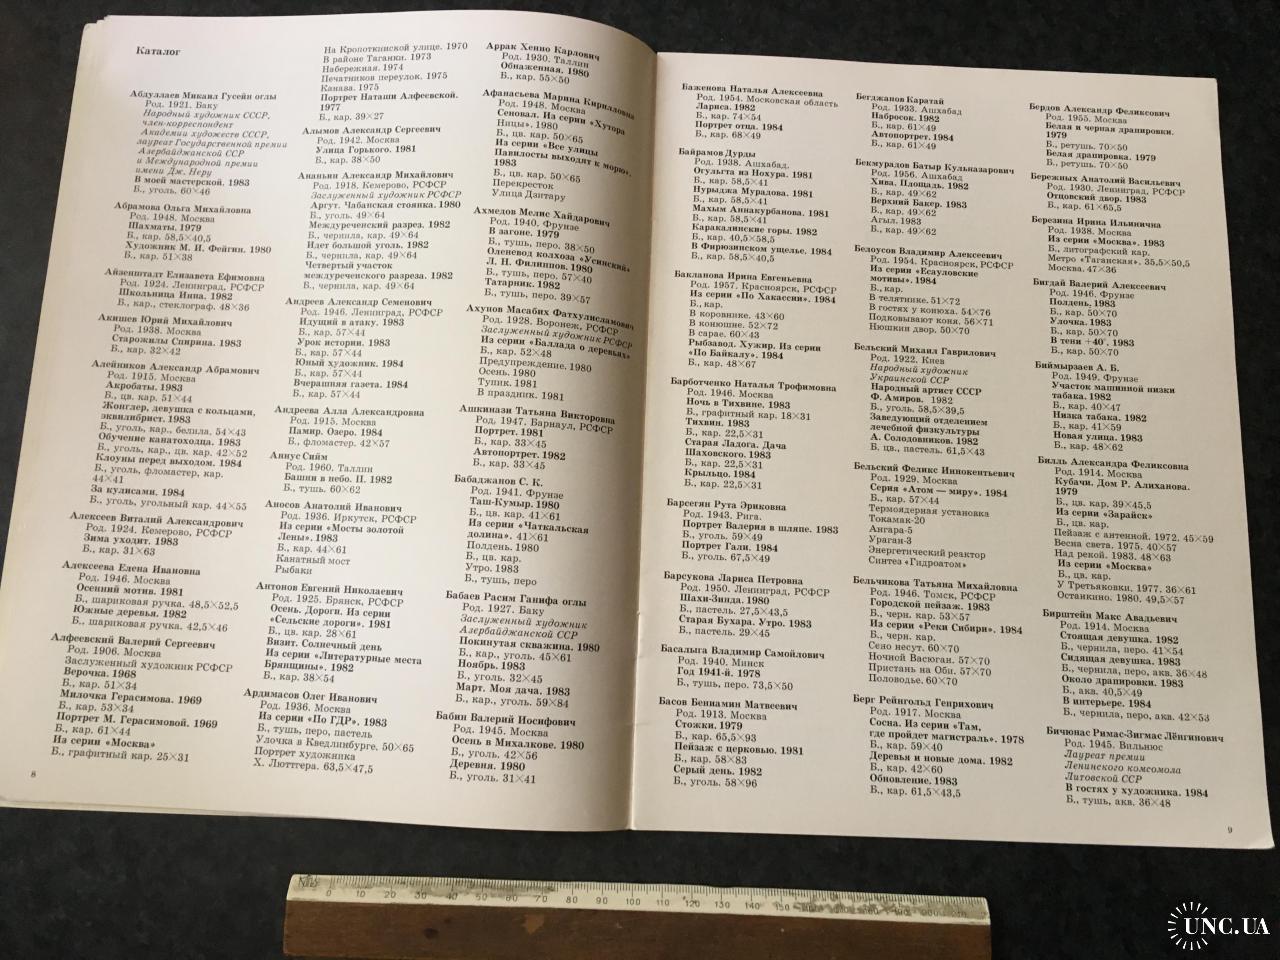 Каталог
Абдуллаев Микаил Гусейн оглы
Род. 1921. Баку
Народный художник СССР,
член-корреспондент
Академии художеств СССР,
лауреат Государственной премии
Азербайджанской ССР
и Международной премии
имени Дж. Неру
В моей мастерской. 1983
Б., уголь. 60×46
Абрамова Ольга Михайловна
Род. 1948. Москва
Шахматы. 1979
Б., кар. 58,5×40,5
Художник М. И. Фейгин. 1980
Б., кар. 51×38
Айзенштадт Елизавета Ефимовна
Род. 1924. Ленинград, РСФСР
Школьница Инна. 1982
Б., кар., стеклограф. 48×36
Акишев Юрий Михайлович
Род. 1938. Москва
Старожилы Спирина. 1983
Б., кар. 32×42
Алейников Александр Абрамович
Род. 1915. Москва
Акробаты. 1983
Б., цв. кар. 51×44
Жонглер, девушка с кольцами,
эквилибрист. 1983
Б., уголь, кар., белила. 54×43
Обучение канатоходца. 1983
Б., уголь, кар., цв. кар. 42×52
Клоуны перед выходом. 1984
Б., уголь, фломастер, кар.
44×41
За кулисами. 1984
Б., уголь, угольный кар. 44×55
Алексеев Виталий Александрович
Род. 1924. Кемерово, РСФСР
Зима уходит. 1983
Б., кар. 31×63
Алексеева Елена Ивановна
Род. 1946. Москва
Осенний мотив. 1981
Б., шариковая ручка. 48,5×52,5
Южные деревья. 1982
Б., шариковая ручка. 42,5×46
Алфеевский Валерий Сергеевич
Род. 1906. Москва
Заслуженный художник РСФСР
Верочка. 1968
Б., кар. 51×34
Милочка Герасимова. 1969
Б., кар. 53×34
Портрет М. Герасимовой. 1969
Б., кар. 61×44
Из серии «Москва»
Б., графитный кар. 25×31
8
На Кропоткинской улице. 1970
В районе Таганки. 1973
Набережная. 1974
Печатников переулок. 1975
Канава. 1975
Портрет Наташи Алфеевской.
1977
Б., кар. 39×27
Алымов Александр Сергеевич
Род. 1942. Москва
Улица Горького. 1981
Б., кар. 38×50
Ананьин Александр Михайлович
Род. 1918. Кемерово, РСФСР
Заслуженный художник РСФСР
Аргут. Чабанская стоянка. 1980
Б., уголь. 49×64
Междуреченский разрез. 1982
Б., чернила, кар. 49×64
Идет большой уголь. 1982
Б., чернила, кар. 49×64
Четвертый участок
междуреченского разреза. 1982
Б., чернила, кар. 49×64
Андреев Александр Семенович
Род. 1946. Ленинград, РСФСР
Идущий в атаку. 1983
Б., кар. 57×44
Урок истории. 1983
Б., кар. 57×44
Юный художник. 1984
Б., кар. 57×44
Вчерашняя газета. 1984
Б., кар. 57×44
Андреева Алла Александровна
Род. 1915. Москва
Памир. Озеро. 1984
Б., фломастер. 42×57
Аннус Сийм
Род. 1960. Таллин
Башни в небо. II. 1982
Б., тушь. 60×62
Аносов Анатолий Иванович
Род. 1936. Иркутск, РСФСР
Из серии «Мосты золотой
Лены». 1983
Б., кар. 44×61
Канатный мост
Рыбаки
Антонов Евгений Николаевич
Род. 1925. Брянск, РСФСР
Осень. Дороги. Из серии
«Сельские дороги». 1981
Б., цв. кар. 28×61
Визит. Солнечный день
Из серии «Литературные места
Брянщины». 1982
Б., кар. 38×54
Ардимасов Олег Иванович
Род. 1936. Москва
Из серии «По ГДР». 1983
Б., тушь, перо, пастель
Улочка в Кведлинбурге. 50×65
Портрет художника
Х. Люттгера. 63,5×47,5
Аррак Хенно Карлович
Род. 1930. Таллин
Обнаженная. 1980
Б., кар. 55×50
Афанасьева Марина Кирилловна
Род. 1948. Москва
Сеновал. Из серии «Хутора
Ницы». 1980
Б., цв. кар. 50×65
Из серии «Все улицы
Павилосты выходят к морю».
1983
Б., цв. кар. 50×65
Перекресток
Улица Дзитару
Ахмедов Мелис Хайдарович
Род. 1940. Фрунзе
В загоне. 1979
Б., тушь, перо. 38×50
Оленевод колхоза «Усинский»
Л. Н. Филиппов. 1980
Б., тушь, перо. 57×40
Татарник. 1982
Б., тушь, перо. 39×57
Ахунов Масабих Фатхулисламович
Род. 1928. Воронеж, РСФСР
Заслуженный художник РСФСР
Из серии «Баллада о деревьях»
Б., кар. 52×48
Предупреждение. 1980
Осень. 1980
Тупик. 1981
В праздник. 1981
Ашкинази Татьяна Викторовна
Род. 1947. Барнаул, РСФСР
Портрет. 1981
Б., кар. 33×45
Автопортрет. 1982
Б., кар. 33×45
Бабаджанов С. К.
Род. 1941. Фрунзе
Таш-Кумыр. 1980
Б., цв. кар. 41×61
Из серии «Чаткальская
долина». 41×61
Полдень. 1980
Б., цв. кар.
Утро. 1983
Б., тушь, перо
Бабаев Расим Ганифа оглы
Род. 1927. Баку
Заслуженный художник
Азербайджанской ССР
Покинутая скважина. 1980
Б., кар., уголь. 45×61
Ноябрь. 1983
Б., уголь. 32×45
Март. Моя дача. 1983
Б., кар., уголь. 59×84
Бабин Валерий Иосифович
Род. 1945. Москва
Осень в Михалкове. 1980
Б., уголь. 42×56
Деревня. 1980
Б., уголь. 31×41
Баженова Наталья Алексеевна
Род. 1954. Московская область
Лариса. 1982
Б., кар. 74×54
Портрет отца. 1984
Б., кар. 68×49
Байрамов Дурды
Род. 1938. Ашхабад.
Огулъта из Нохура. 1981
Б., кар. 58,5×41
Нурыджа Мурадова. 1981
Б., кар. 58,5×41
Махым Аннакурбанова. 1981
Б., кар. 58,5×41
Каракалинские горы. 1982
Б., кар. 40,5×58,5
В Фирюзинском ущелье. 1984
Б., кар. 58,5×40,5
Бакланова Ирина Евгеньевна
Род. 1957. Красноярск, РСФСР
Из серии «По Хакассии». 1984
Б., кар.
В коровнике. 43×60
В конюшне. 52×72
В сарае. 60×43
Рыбзавод. Хужир. Из серии
«По Байкалу». 1984
Б., кар. 48×67
Барботченко Наталья Трофимовна
Род. 1946. Москва
Ночь в Тихвине. 1983
Б., графитный кар. 18×31
Тихвин. 1983
Б., кар. 22,5×31
Старая Ладога. Дача
Шаховского. 1983
Б., кар. 22,5×31
Крыльцо. 1984
Б., кар. 22,5×31
Барсегян Рута Эриковна
Род. 1943. Рига.
Портрет Валерия в шляпе. 1983
Б., уголь. 59×49
Портрет Гали. 1984
Б., уголь. 67,5×49
Барсукова Лариса Петровна
Род. 1950. Ленинград, РСФСР
Шахи-Зинда. 1980
Б., пастель. 27,5×43,5
Старая Бухара. Утро. 1983
Б., пастель. 29×45
Басалыга Владимир Самойлович
Род. 1940. Минск
Год 1941-й. 1978
Б., тушь, перо. 73,5×50
Басов Вениамин Матвеевич
Род. 1913. Москва
Стожки. 1979
Б., кар. 65,5×93
Пейзаж с церковью. 1981
Б., кар. 58×83
Серый день. 1982
Б., уголь. 58×96
Бегджанов Каратай
Род. 1933. Ашхабад
Набросок. 1982
Б., кар. 61×49
Автопортрет. 1984
Б., кар. 61×49
Бекмурадов Батыр Кульназарович
Род. 1956. Ашхабад
Хива. Площадь. 1982
Б., кар. 49×62
Верхний Бакер. 1983
Б., кар. 49×62
Агыл. 1983
Б., кар. 49×62
Белоусов Владимир Алексеевич
Род. 1954. Красноярск, РСФСР
Из серии «Есауловские
мотивы». 1984
Б., кар.
В телятнике. 51×72
В гостях у конюха. 54×76
Подковывают коня. 56×71
Нюшкин двор. 50×70
Бельский Михаил Гаврилович
Род. 1922. Киев
Народный художник
Украинской ССР
Народный артист СССР
Ф. Амиров. 1982
Б., уголь. 58,5×39,5
Заведующий отделением
лечебной физкультуры
А. Солодовников. 1982
Б., цв., пастель. 61,5×43
Бельский Феликс Иннокентьевич
Род. 1929. Москва
Серия «Атом — миру». 1984
Б., кар. 57×44
Термоядерная установка
Токамак-20
Ангара-5
Ураган-3
Энергетический реактор
Синтез «Гидроатом»
Бельчикова Татьяна Михайловна
Род. 1946. Томск, РСФСР
Городской пейзаж. 1983
Б., черн. кар. 53×57
Из серии «Реки Сибири». 1984
Б., черн. кар.
Село несут. 60×70
Ночной Васюган. 57×70
Пристань на Оби. 57×70
Половодье. 60×70
Берг Рейнгольд Генрихович
Род. 1917. Москва
Сосна. Из серии «Там,
где пройдет магистраль». 1978
Б., кар. 59×40
Деревья и новые дома. 1982
Б., кар. 42×60
Обновление. 1983
Б., кар. 61,5×43,5
Бердов Александр Феликсович
Род. 1955. Москва
Белая и черная драпировки.
1979
Б., ретушь. 70×50
Белая драпировка. 1979
Б., ретушь. 70×50
Бережных Анатолий Васильевич
Род. 1930. Ленинград, РСФСР
Отцовский двор. 1983
Б., кар. 61×65,5
Березина Ирина Ильинична
Род. 1938. Москва
Из серии «Москва». 1983
Б., литографский кар.
Метро «Таганская». 35,5×50,5
Москва. 47×36
Бигдай Валерий Алексеевич
Род. 1946. Фрунзе
Полдень. 1983
Б., кар. 50×70
Улочка. 1983
Б., кар. 50×70
В тени +40°. 1983
Б., кар. 50×70
Биймырзаев А. Б.
Род. 1949. Фрунзе
Участок машинной низки
табака. 1982
Б., кар. 40×47
Низка табака. 1982
Б., кар. 41×59
Новая улица. 1983
Б., кар. 48×62
Билль Александра Феликсовна
Род. 1914. Москва
Кубачи. Дом Р. Алиханова.
1979
Б., цв. кар. 39×45,5
Из серии «Зарайск»
Б., цв. кар.
Пейзаж с антенной. 1972. 45×59
Весна света. 1975. 40×57
Над рекой. 1983. 48×63
Из серии «Москва»
Б., цв. кар.
У Третьяковки. 1977. 36×61
Останкино. 1980. 49,5×57
Бирштейн Макс Авадьевич
Род. 1914. Москва
Стоящая девушка. 1982
Б., чернила, перо. 41×54
Сидящая девушка. 1983
Б., чернила, перо, акв. 36×48
Около драпировки. 1983
Б., акв. 40,5×49
В интерьере. 1984
Б., чернила, перо, акв. 42×53
Бичюнас Римас-Зигмас Лёнгинович
Род. 1945. Вильнюс
Лауреат премии
Ленинского комсомола
Литовской ССР
В гостях у художника. 1984
Б., тушь, акв. 36×48
9
0 10 20 30 40 50 60 70 80 90 100 110 120 130
UNC.UA